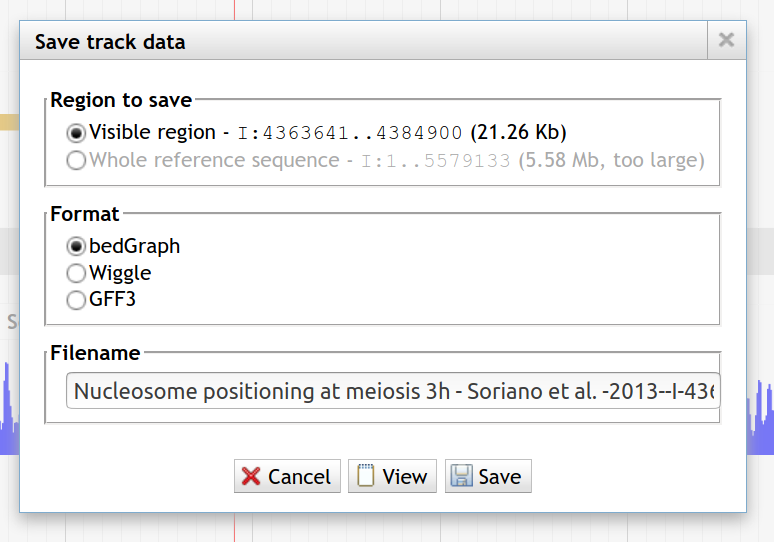 Save track data
Region to save
Visible region - I:4363641..4384900 (21.26 Kb)
Whole reference sequence - I:1..5579133 (5.58 Mb, too large)
Format
bedGraph
Wiggle
GFF3
Filename
Nucleosome positioning at meiosis 3h - Soriano et al. -2013--I-436
Cancel View Save